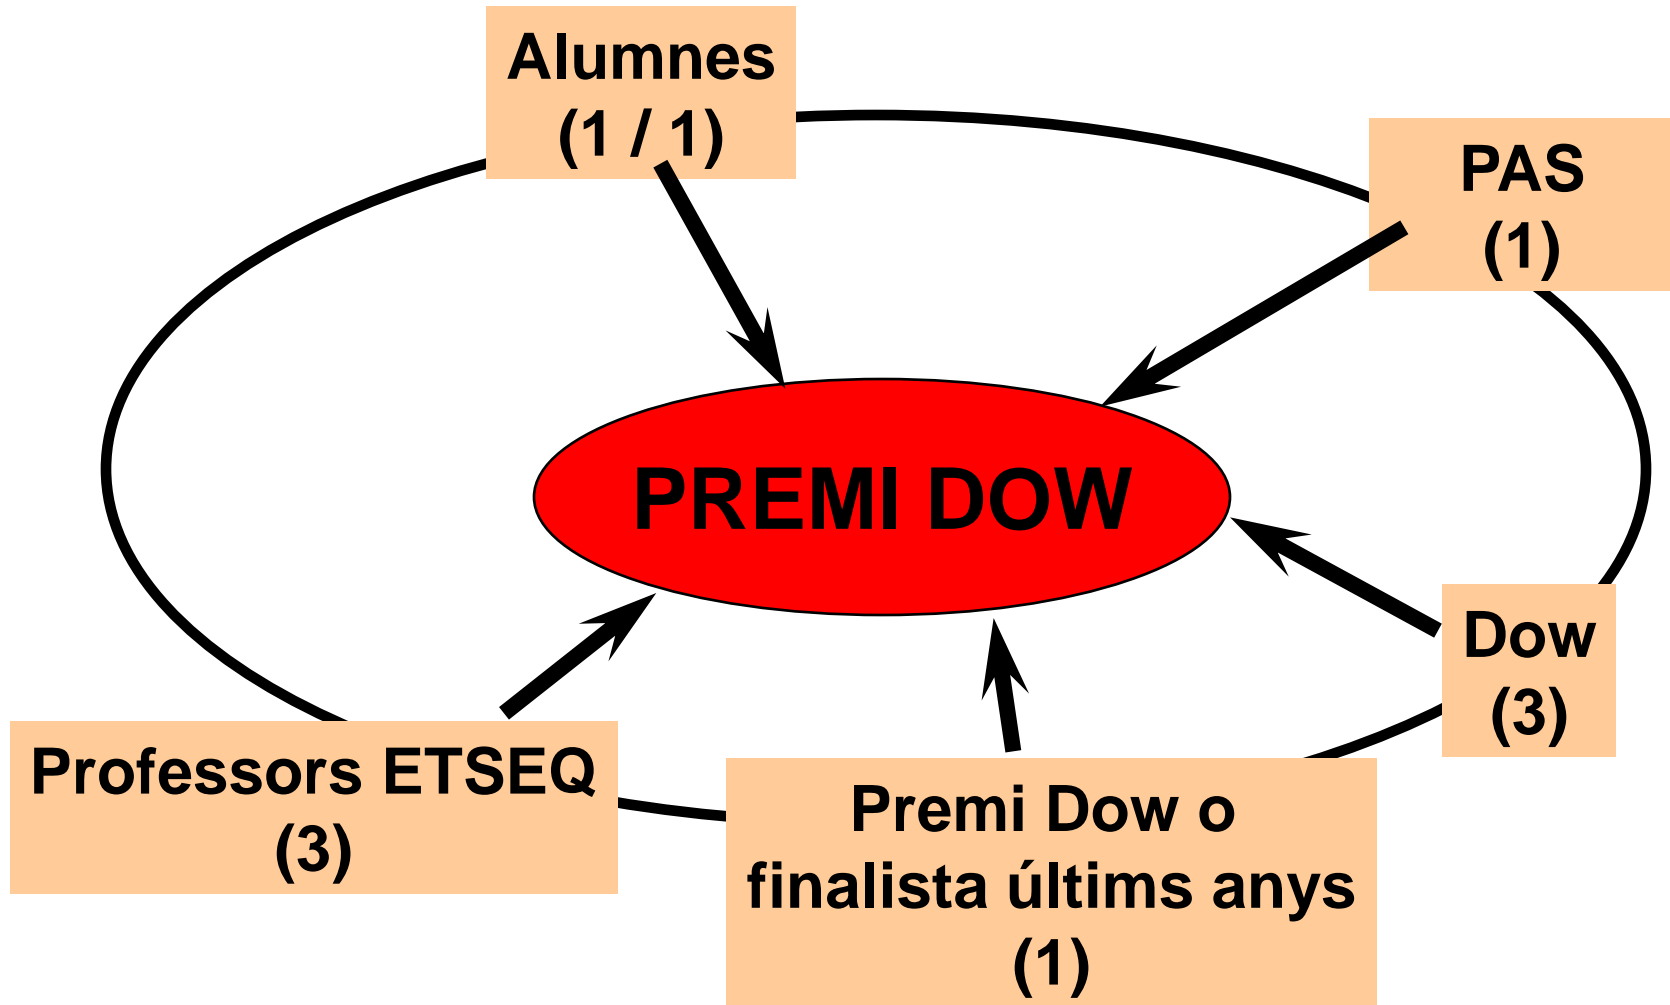 Alumnes
(1 / 1)
PAS
(1)
PREMI DOW
Dow
(3)
Professors ETSEQ
(3)
Premi Dow o
finalista últims anys
(1)